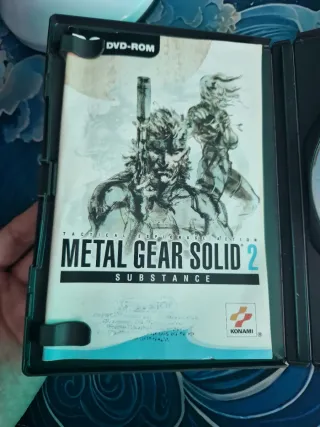 DVD-ROM
TACTICAL ESPIONAGE ACTION
METAL GEAR SOLID 2
SUBSTANCE
KONAMI
®